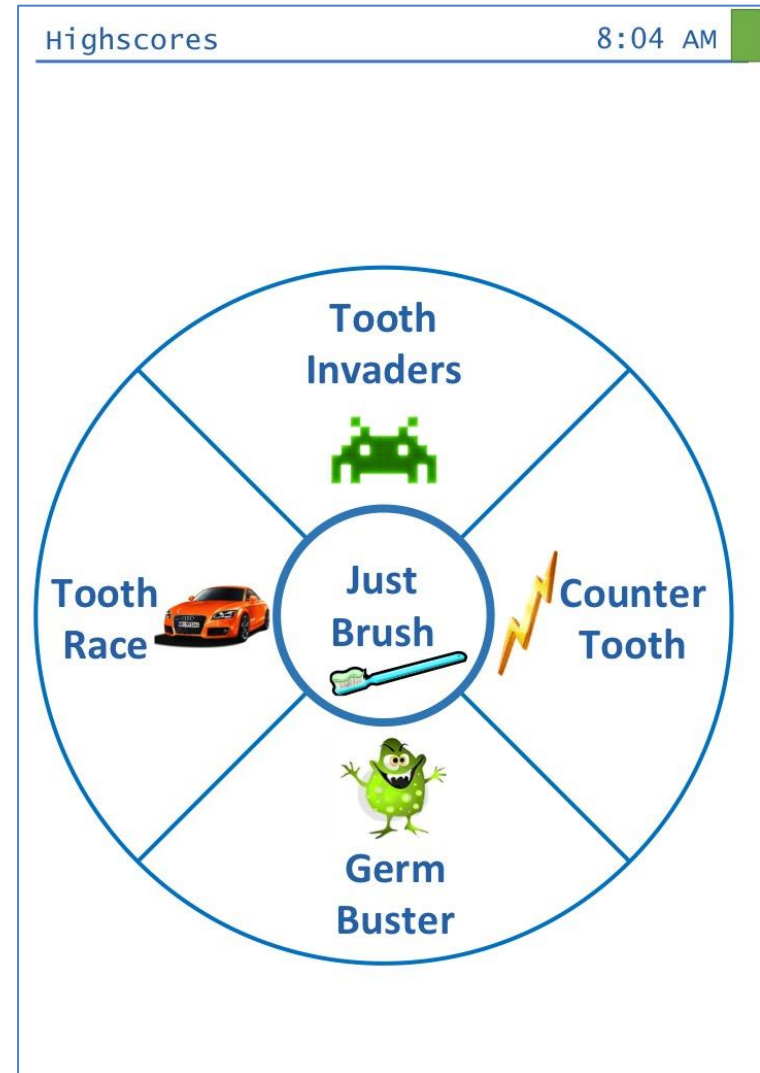 Highscores 8:04 AM
Tooth
Invaders
Tooth
Race
Just
Brush
Counter
Tooth
Germ
Buster